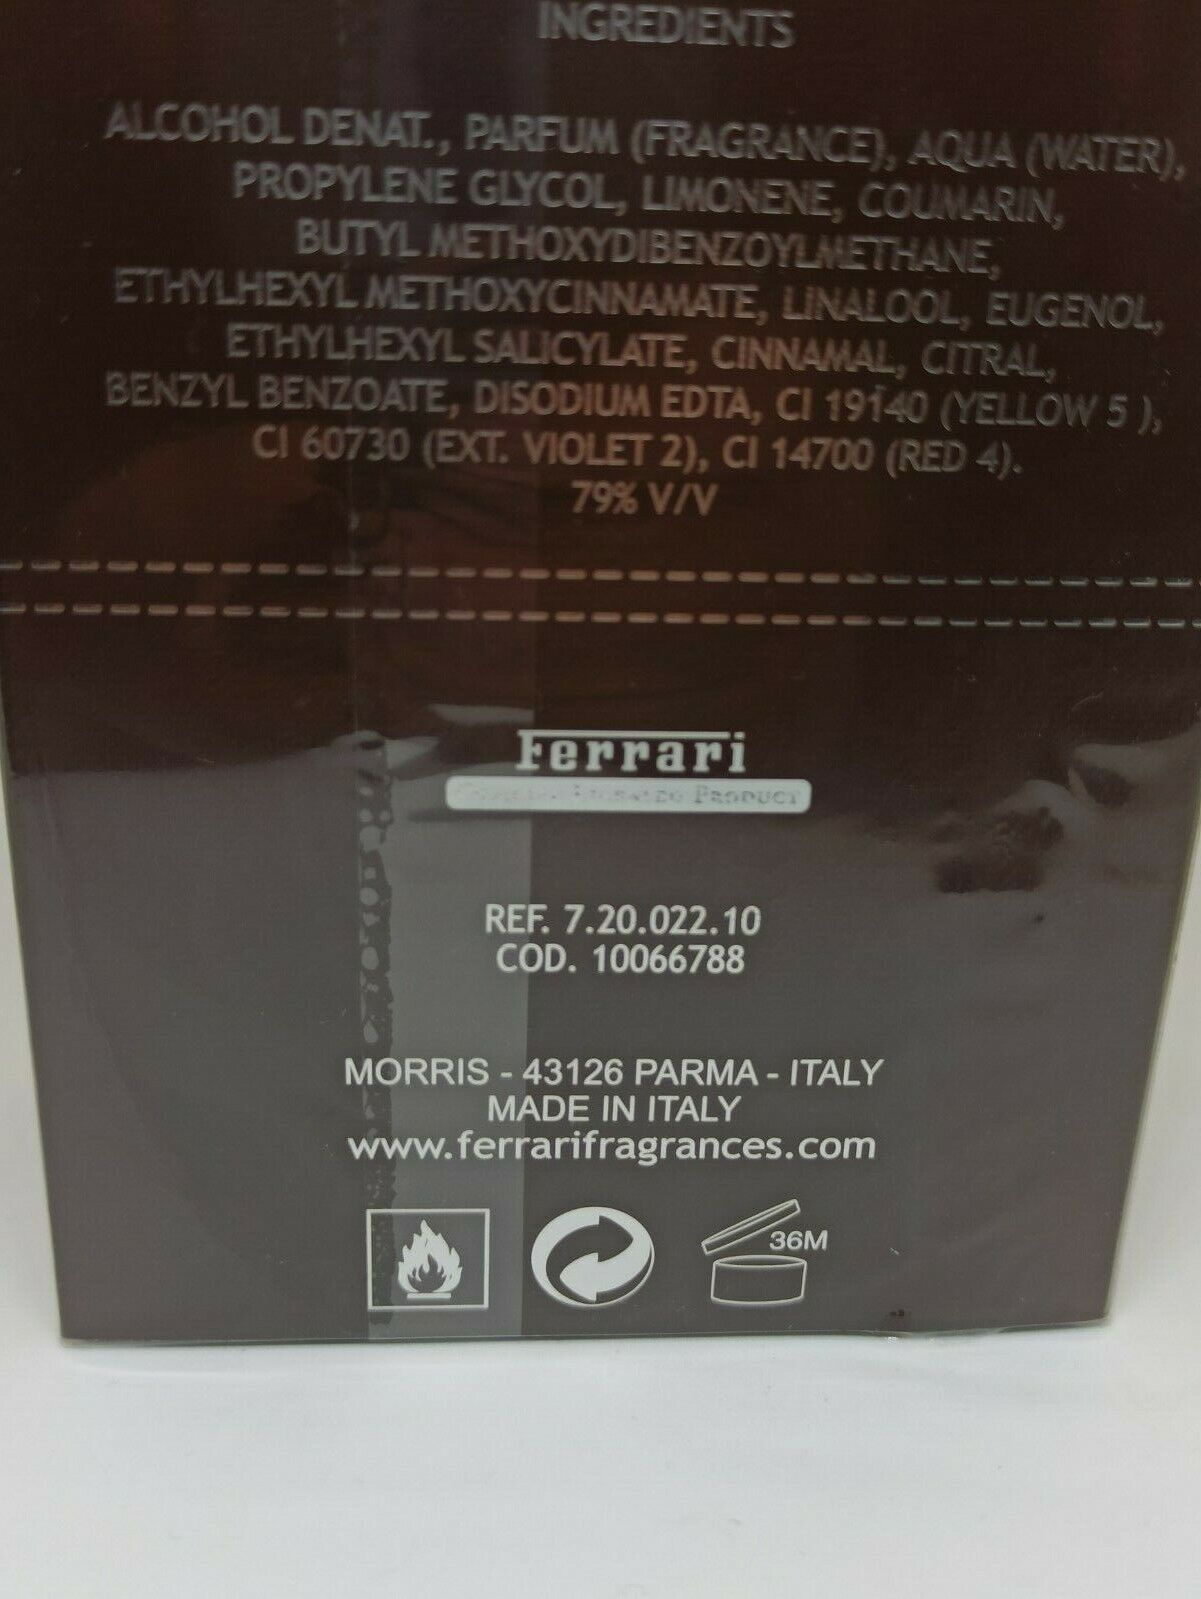 INGREDIENTS
ALCOHOL DENAT., PARFUM (FRAGRANCE), AQUA (WATER),
PROPYLENE GLYCOL, LIMONENE, COUMARIN,
BUTYL METHOXYDIBENZOYLMETHANE,
ETHYLHEXYL METHOXYCINNAMATE, LINALOOL, EUGENOL,
ETHYLHEXYL SALICYLATE, CINNAMAL, CITRAL,
BENZYL BENZOATE, DISODIUM EDTA, CI 19140 (YELLOW 5 ),
CI 60730 (EXT. VIOLET 2), CI 14700 (RED 4).
79% V/V
Ferrari
PRODUCT
REF. 7.20.022.10
COD. 10066788
MORRIS - 43126 PARMA - ITALY
MADE IN ITALY
www.ferrarifragrances.com
36M